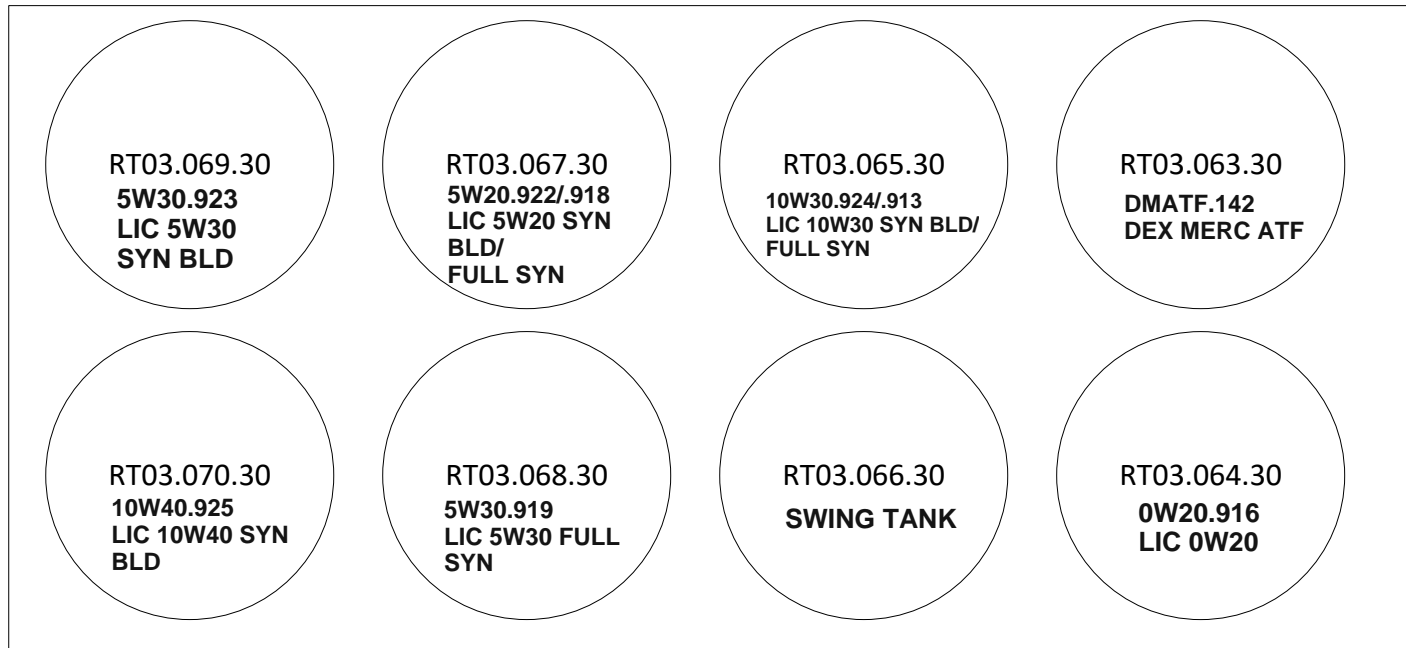 RT03.069.30
5W30.923
LIC 5W30
SYN BLD
RT03.067.30
5W20.922/.918
LIC 5W20 SYN
BLD/
FULL SYN
RT03.065.30
10W30.924/.913
LIC 10W30 SYN BLD/
FULL SYN
RT03.063.30
DMATF.142
DEX MERC ATF
RT03.070.30
10W40.925
LIC 10W40 SYN
BLD
RT03.068.30
5W30.919
LIC 5W30 FULL
SYN
RT03.066.30
SWING TANK
RT03.064.30
0W20.916
LIC 0W20